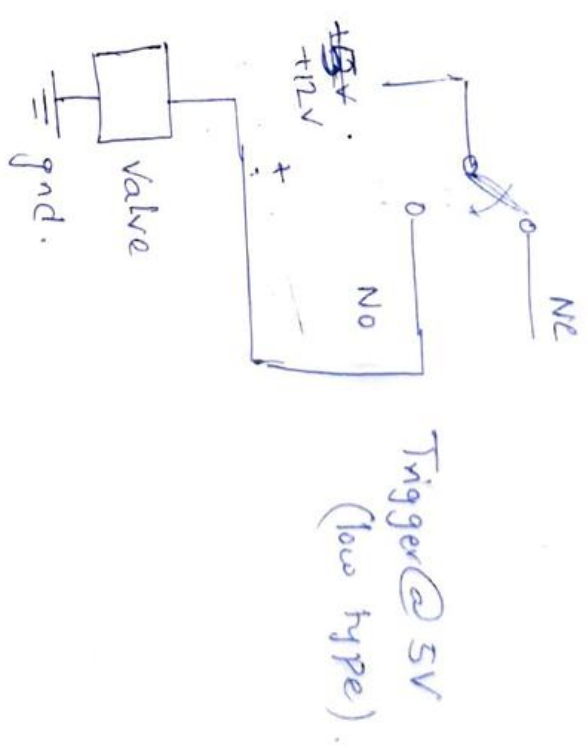 NC
+12V
NO
+
Valve
gnd.
Trigger @ 5V
(low type).